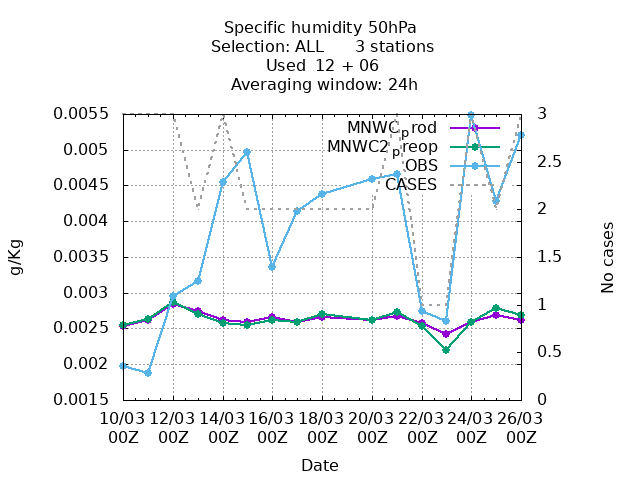 Specific humidity 50hPa
Selection: ALL 3 stations
Used 12 + 06
Averaging window: 24h
g/Kg
No cases
0.0055
0.005
0.0045
0.004
0.0035
0.003
0.0025
0.002
0.0015
3
2.5
2
1.5
1
0.5
0
MNWC_prod
MNWC2_preop
OBS
CASES
10/03 12/03 14/03 16/03 18/03 20/03 22/03 24/03 26/03
00Z 00Z 00Z 00Z 00Z 00Z 00Z 00Z 00Z
Date